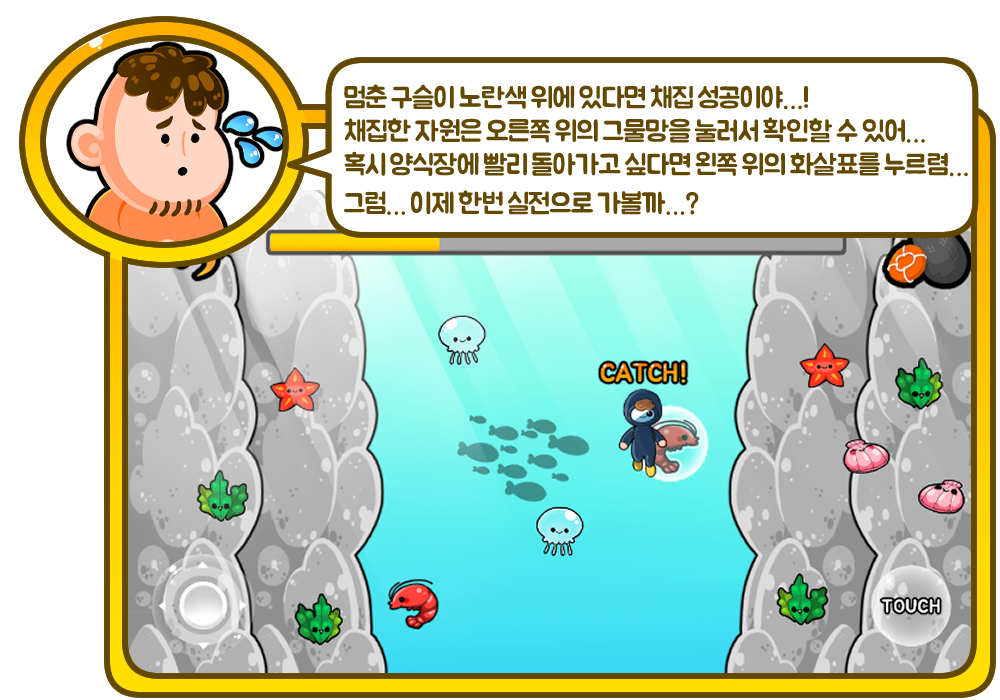 멈춘 구슬이 노란색 위에 있다면 채집 성공이야...!
채집한 자원은 오른쪽 위의 그물망을 눌러서 확인할 수 있어...
혹시 양식장에 빨리 돌아가고 싶다면 왼쪽 위의 화살표를 누르렴...
그럼... 이제 한번 실전으로 가볼까...?
CATCH!
TOUCH